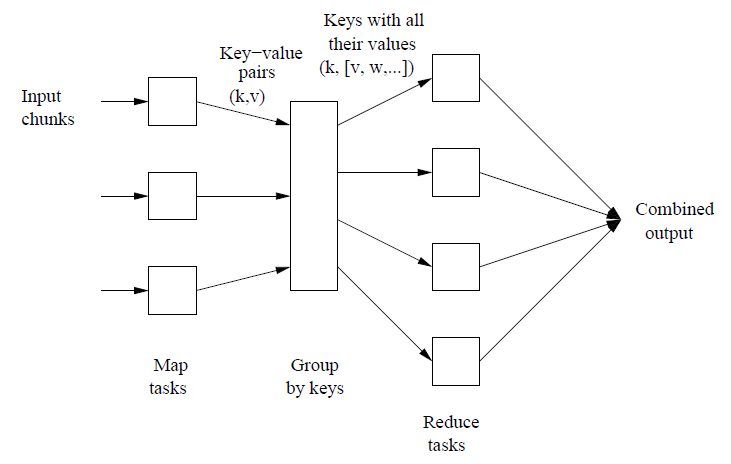 Input
chunks
Key−value
pairs
(k,v)
Keys with all
their values
(k, [v, w,...])
Combined
output
Map
tasks
Group
by keys
Reduce
tasks